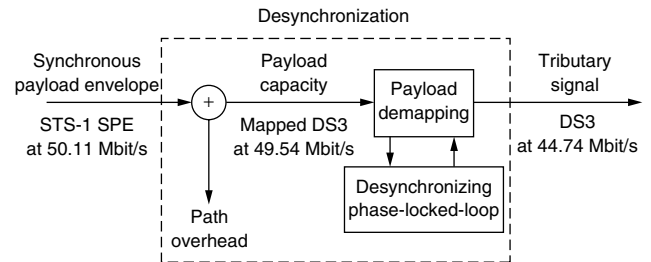 Desynchronization
Synchronous
payload envelope
STS-1 SPE
at 50.11 Mbit/s
+
Path
overhead
Payload
capacity
Mapped DS3
at 49.54 Mbit/s
Payload
demapping
Desynchronizing
phase-locked-loop
Tributary
signal
DS3
at 44.74 Mbit/s